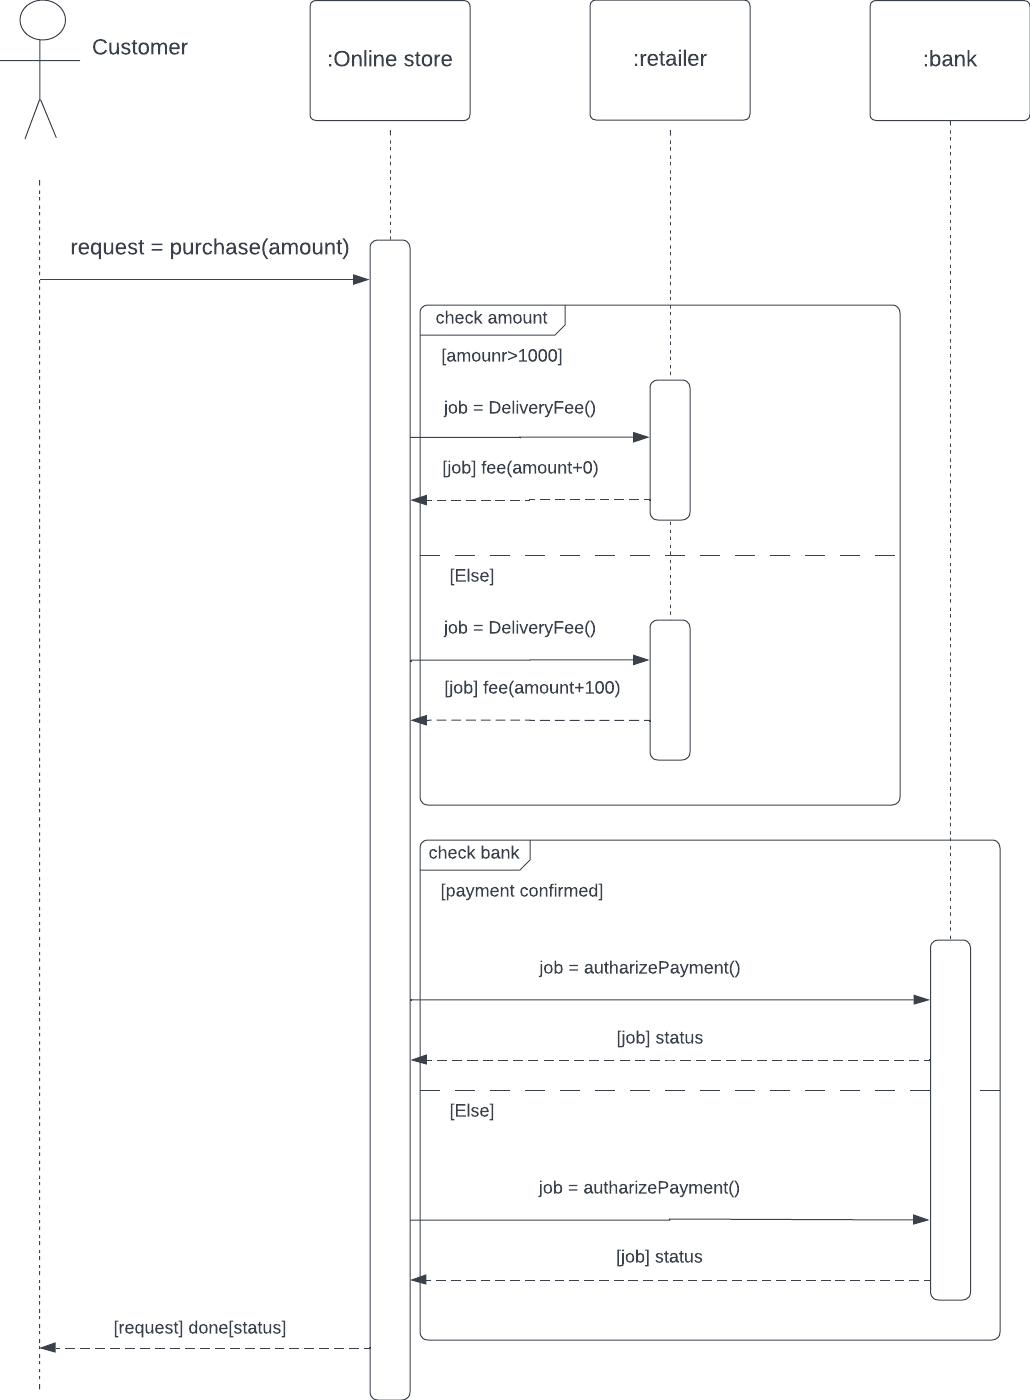 Customer
:Online store
:retailer
:bank
request = purchase(amount)
check amount
[amounr>1000]
job = DeliveryFee()
[job] fee(amount+0)
[Else]
job = DeliveryFee()
[job] fee(amount+100)
check bank
[payment confirmed]
job = autharizePayment()
[job] status
[Else]
job = autharizePayment()
[job] status
[request] done[status]